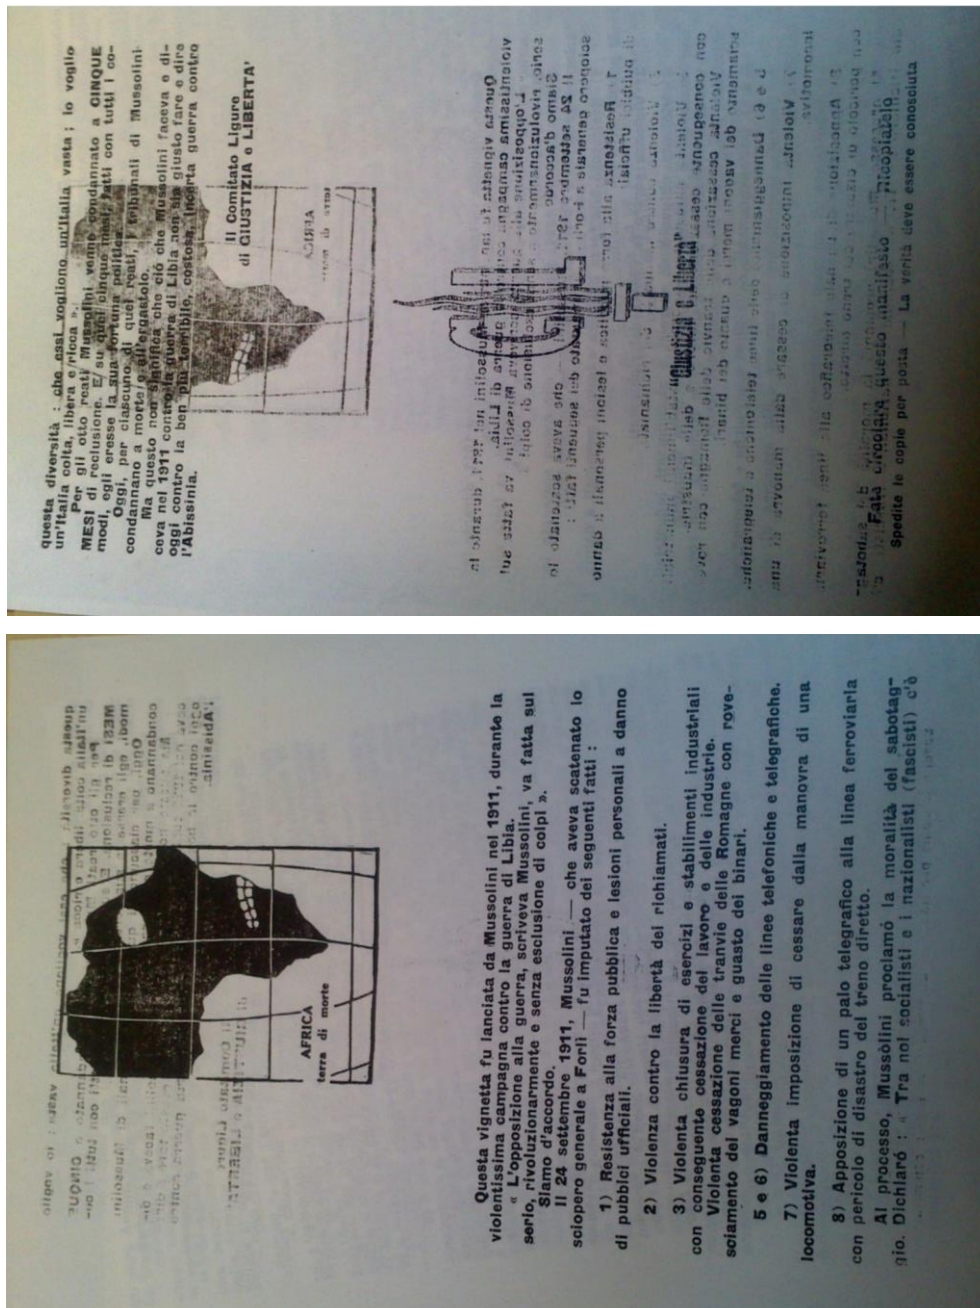 AFRICA
terra di morte
Questa vignetta fu lanciata da Mussolini nel 1911, durante la
violentissima campagna contro la guerra di Libia.
« L'opposizione alla guerra, scriveva Mussolini, va fatta sul
serio, rivoluzionarmente e senza esclusione di colpi ».
Siamo d'accordo.
Il 24 settembre 1911, Mussolini — che aveva scatenato lo
sciopero generale a Forlì — fu imputato dei seguenti fatti :
1) Resistenza alla forza pubblica e lesioni personali a danno
di pubblci ufficiali.
2) Violenza contro la libertà dei richiamati.
3) Violenta chiusura di esercizi e stabilimenti industriali
con conseguente cessazione del lavoro e delle industrie.
Violenta cessazione delle tranvie delle Romagne con rove-
sciamento dei vagoni merci e guasto dei binari.
5 e 6) Danneggiamento delle linee telefoniche e telegrafiche.
7) Violenta imposizione di cessare dalla manovra di una
locomotiva.
8) Apposizione di un palo telegrafico alla linea ferroviaria
con pericolo di disastro del treno diretto.
Al processo, Mussolini proclamó la moralità del sabotag-
gio. Dichiaró : « Tra noi socialisti e i nazionalisti (fascisti) c'è
questa diversità : che essi vogliono un'Italia vasta ; io voglio
un'Italia colta, libera e ricca ».
Per gli otto reati Mussolini venne condannato a CINQUE
MESI di reclusione. E su quei cinque mesi, fatti con tutti i co-
modi, egli eresse la sua fortuna politica.
Oggi, per ciascuno di quei reati, i tribunali di Mussolini
condannano a morte o all'ergatolo.
Ma questo non significa che ció che Mussolini faceva e di-
ceva nel 1911 contro la guerra di Libia non sia giusto fare e dire
oggi contro la ben più terribile, costosa, incerta guerra contro
l'Abissinia.
Il Comitato Ligure
di GIUSTIZIA e LIBERTA'
"Giustizia e Libertà"
Fate circolare questo manifesto — Ricopiatelo
Spedite le copie per posta — La verità deve essere conosciuta